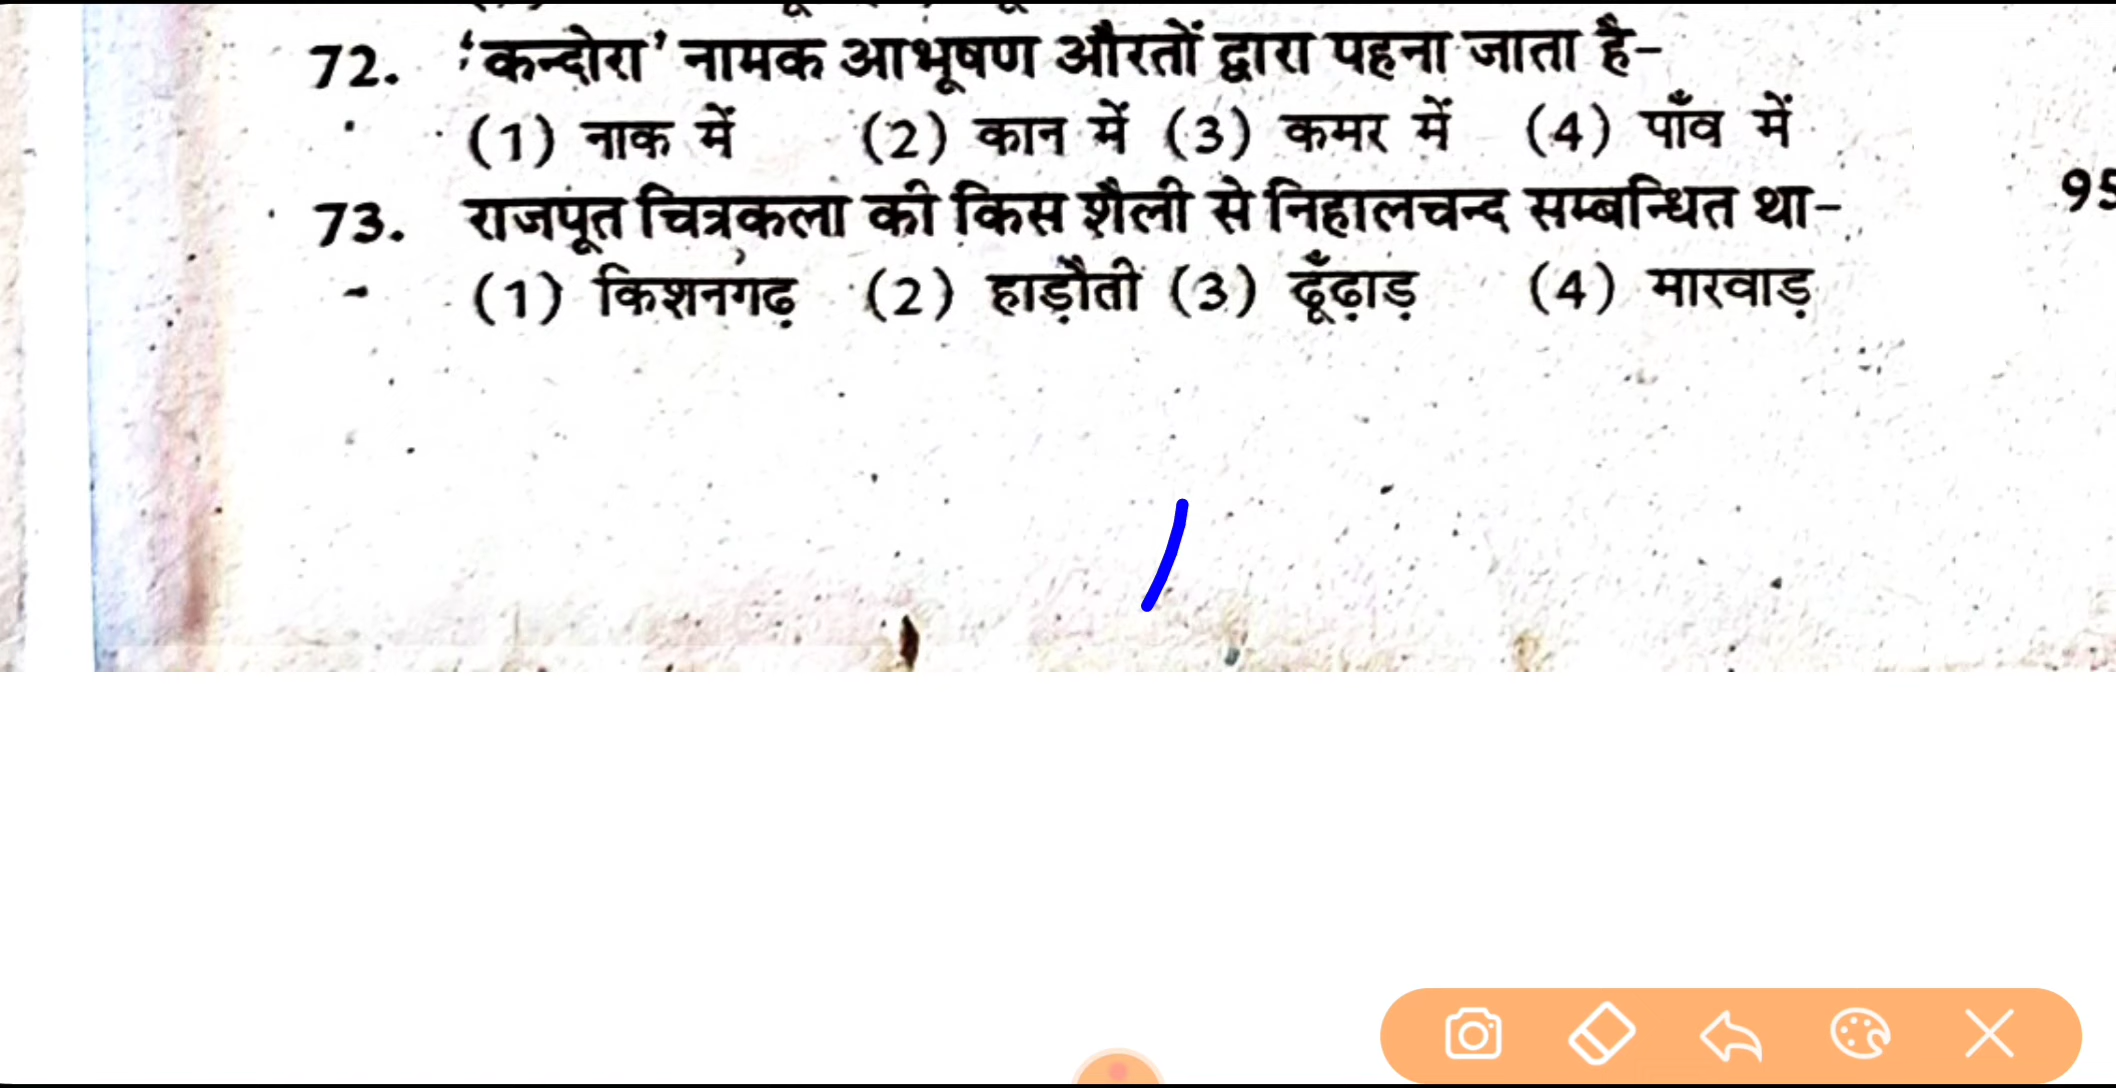 72. 'कन्दोरा' नामक आभूषण औरतों द्वारा पहना जाता है-
(1) नाक में (2) कान में (3) कमर में (4) पाँव में
73. राजपूत चित्रकला की किस शैली से निहालचन्द सम्बन्धित था-
95
(1) किशनगढ़ (2) हाड़ौती (3) ढूँढ़ाड़ (4) मारवाड़